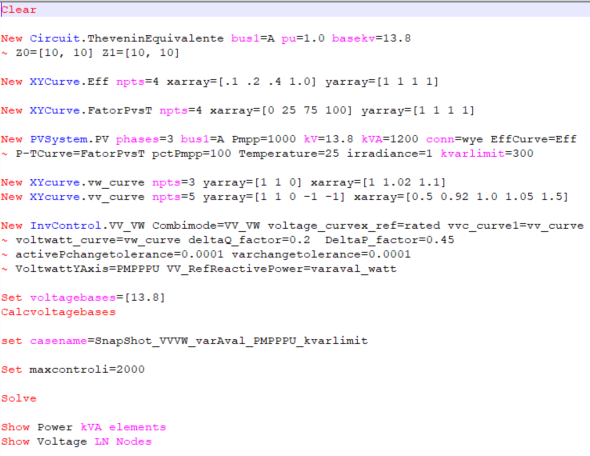 Clear
New Circuit.TheveninEquivalente bus1=A pu=1.0 basekv=13.8
~ Z0=[10, 10] Z1=[10, 10]
New XYCurve.Eff npts=4 xarray=[.1 .2 .4 1.0] yarray=[1 1 1 1]
New XYCurve.FatorPvsT npts=4 xarray=[0 25 75 100] yarray=[1 1 1 1]
New PVSystem.PV phases=3 bus1=A Pmpp=1000 kV=13.8 kVA=1200 conn=wye EffCurve=Eff
~ P-TCurve=FatorPvsT pctPmpp=100 Temperature=25 irradiance=1 kvarlimit=300
New XYcurve.vw_curve npts=3 yarray=[1 1 0] xarray=[1 1.02 1.1]
New XYcurve.vv_curve npts=5 yarray=[1 1 0 -1 -1] xarray=[0.5 0.92 1.0 1.05 1.5]
New InvControl.VV_VW Combimode=VV_VW voltage_curvex_ref=rated vvc_curve1=vv_curve
~ voltwatt_curve=vw_curve deltaQ_factor=0.2 DeltaP_factor=0.45
~ activePchangetolerance=0.0001 varchangetolerance=0.0001
~ VoltwattYAxis=PMPPPU VV_RefReactivePower=varaval_watt
Set voltagebases=[13.8]
Calcvoltagebases
set casename=SnapShot_VVVW_varAval_PMPPPU_kvarlimit
Set maxcontroli=2000
Solve
Show Power kVA elements
Show Voltage LN Nodes